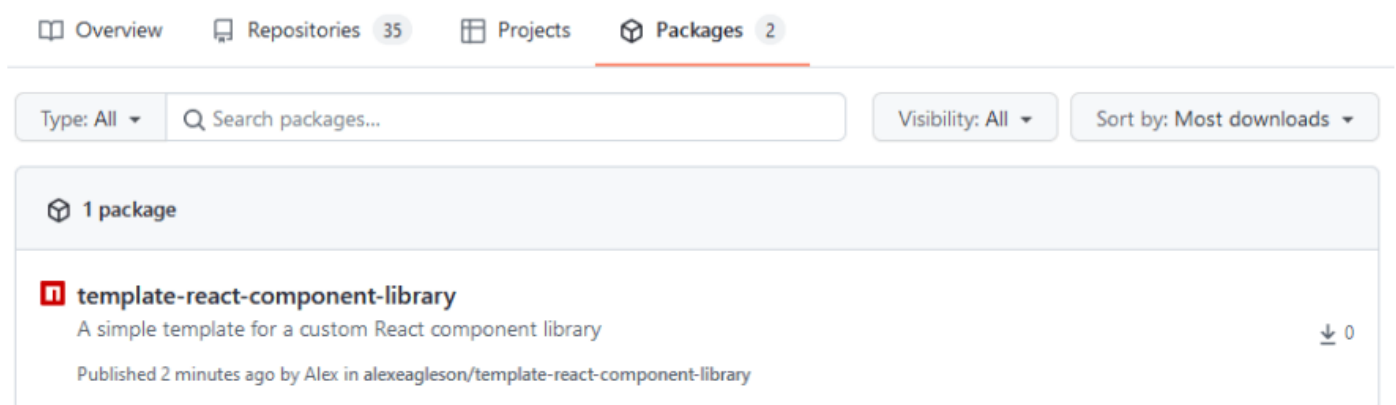 Overview Repositories 35 Projects Packages 2
Type: All Search packages... Visibility: All Sort by: Most downloads
1 package
template-react-component-library
A simple template for a custom React component library
0
Published 2 minutes ago by Alex in alexeagleson/template-react-component-library